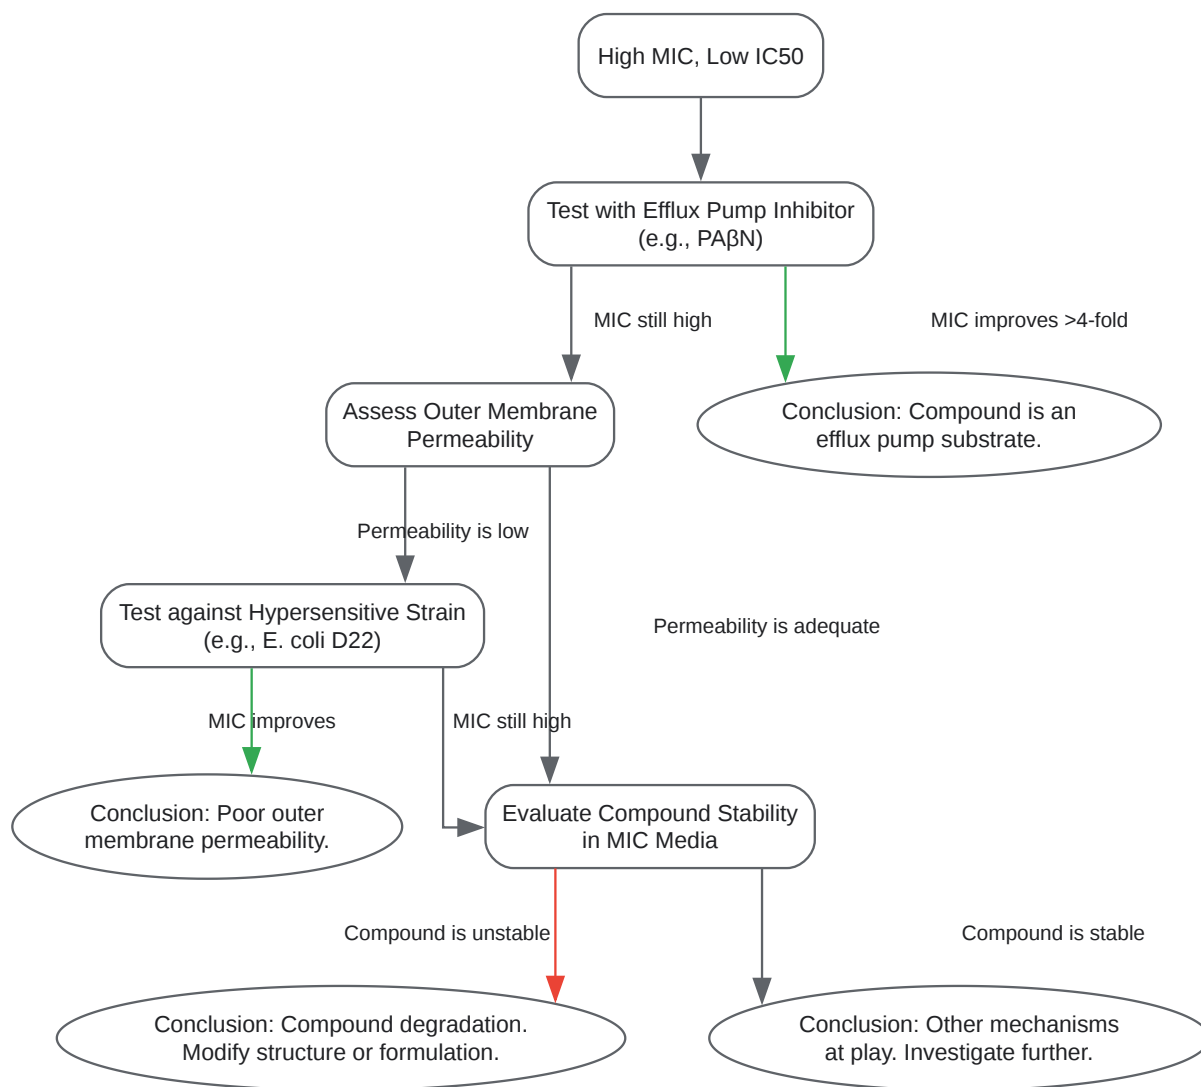 High MIC, Low IC50
Test with Efflux Pump Inhibitor
(e.g., PAβN)
MIC still high
MIC improves >4-fold
Assess Outer Membrane
Permeability
Conclusion: Compound is an
efflux pump substrate.
Permeability is low
Test against Hypersensitive Strain
(e.g., E. coli D22)
Permeability is adequate
MIC improves
MIC still high
Conclusion: Poor outer
membrane permeability.
Evaluate Compound Stability
in MIC Media
Compound is unstable
Compound is stable
Conclusion: Compound degradation.
Modify structure or formulation.
Conclusion: Other mechanisms
at play. Investigate further.